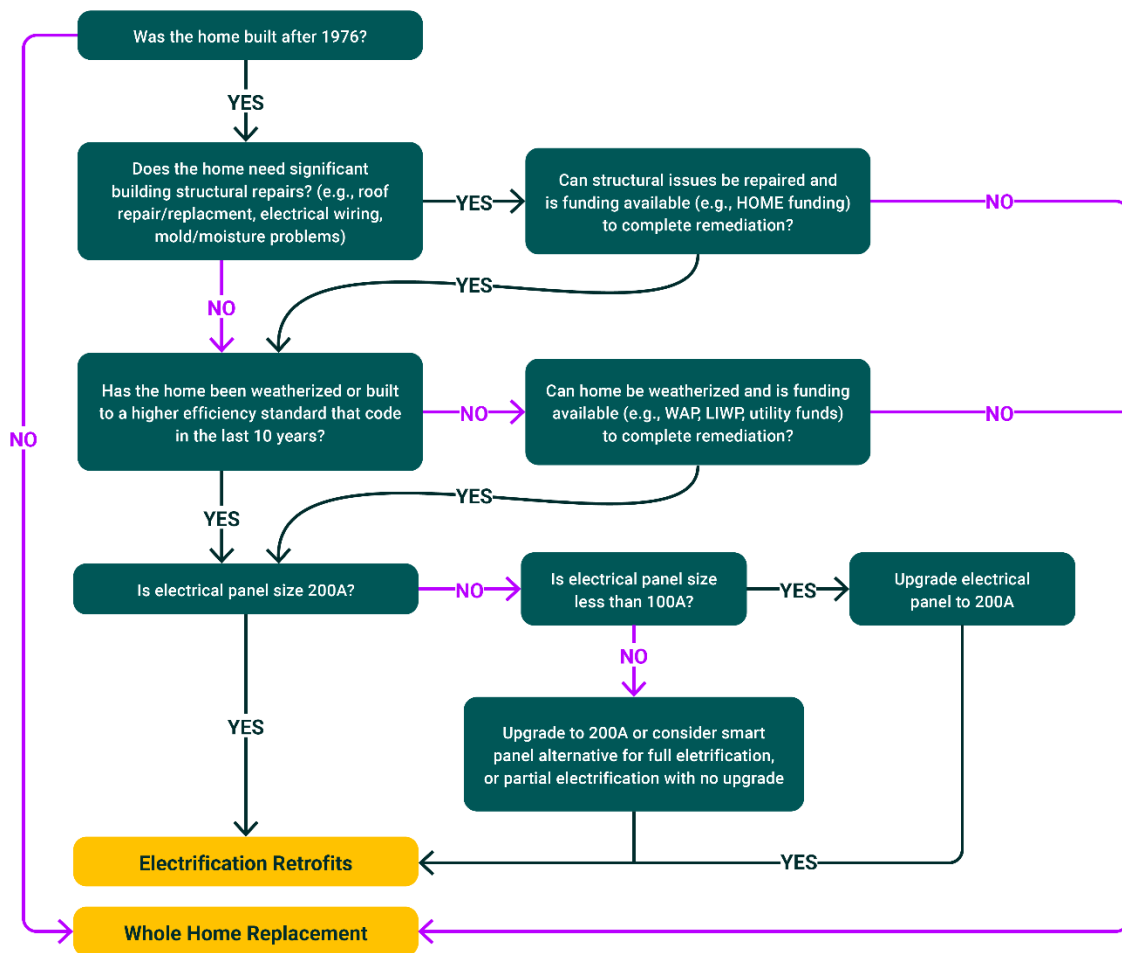 Was the home built after 1976?
YES
Does the home need significant
building structural repairs? (e.g., roof
repair/replacment, electrical wiring,
mold/moisture problems)
YES
Can structural issues be repaired and
is funding available (e.g., HOME funding)
to complete remediation?
NO
YES
NO
Has the home been weatherized or built
to a higher efficiency standard that code
in the last 10 years?
NO
Can home be weatherized and is funding
available (e.g., WAP, LIWP, utility funds)
to complete remediation?
NO
NO
YES
YES
Is electrical panel size 200A?
NO
Is electrical panel size
less than 100A?
YES
Upgrade electrical
panel to 200A
NO
YES
Upgrade to 200A or consider smart
panel alternative for full eletrification,
or partial electrification with no upgrade
Electrification Retrofits
YES
Whole Home Replacement